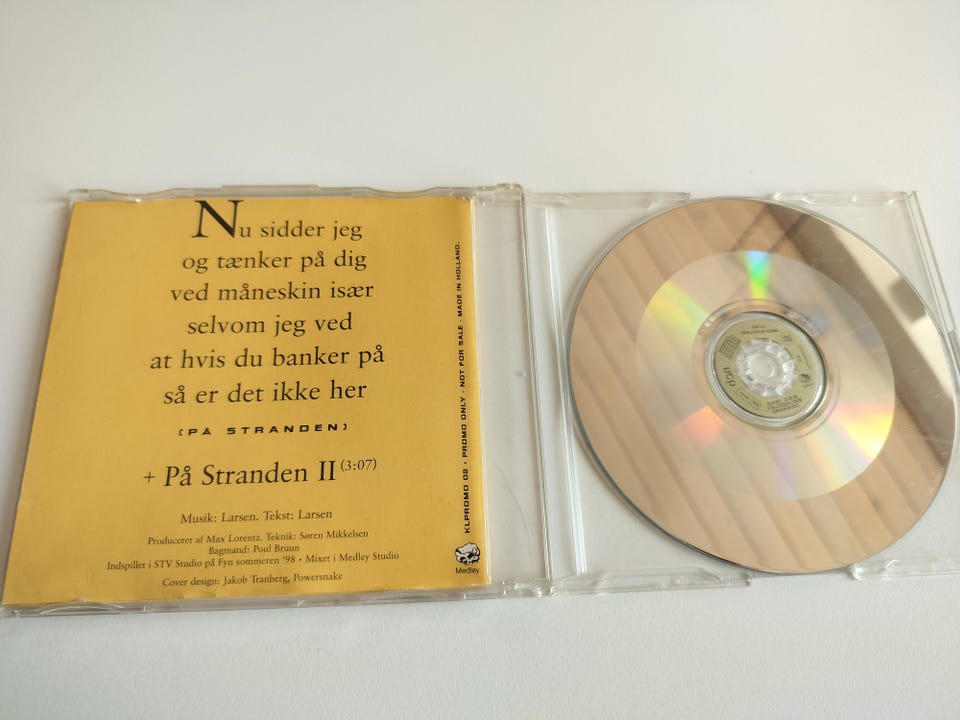 Nu sidder jeg
og tænker på dig
ved måneskin især
selvom jeg ved
at hvis du banker på
så er det ikke her
(PÅ STRANDEN)
+ På Stranden II (3:07)
Musik: Larsen. Tekst: Larsen
Produceret af Max Lorentz. Teknik: Søren Mikkelsen
Bagmand: Poul Bruun
Indspillet i STV Studio på Fyn sommeren '98 • Mixet i Medley Studio
Cover design: Jakob Tranberg, Powersnake
KLPROMO 02 • PROMO ONLY • NOT FOR SALE • MADE IN HOLLAND.
Medley